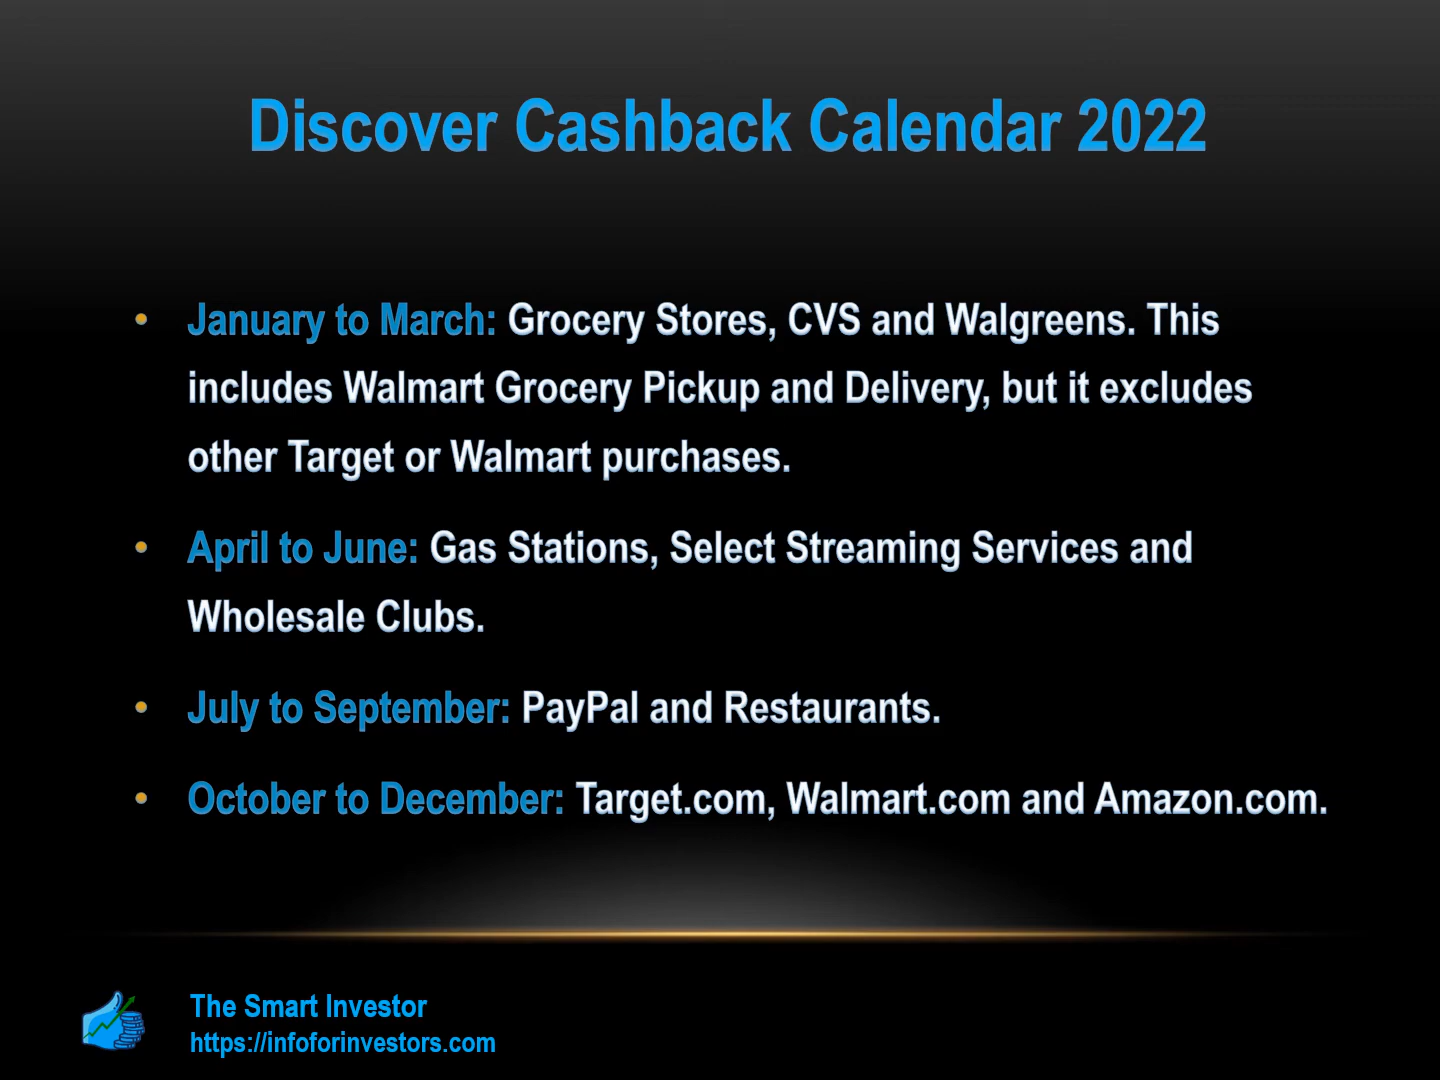 Discover Cashback Calendar 2022
• January to March: Grocery Stores, CVS and Walgreens. This
includes Walmart Grocery Pickup and Delivery, but it excludes
other Target or Walmart purchases.
• April to June: Gas Stations, Select Streaming Services and
Wholesale Clubs.
• July to September: PayPal and Restaurants.
• October to December: Target.com, Walmart.com and Amazon.com.
The Smart Investor
https://infoforinvestors.com